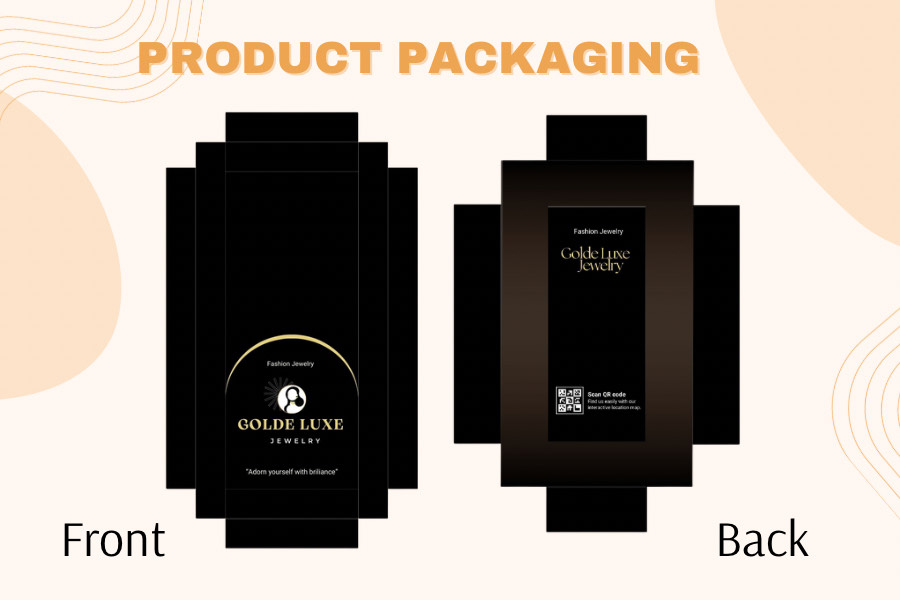 PRODUCT PACKAGING
Fashion Jewelry
GOLDE LUXE
JEWELRY
"Adorn yourself with briliance"
Fashion Jewelry
Golde Luxe
Jewelry
Scan QR code
Find us easily with our
interactive location map.
Front
Back